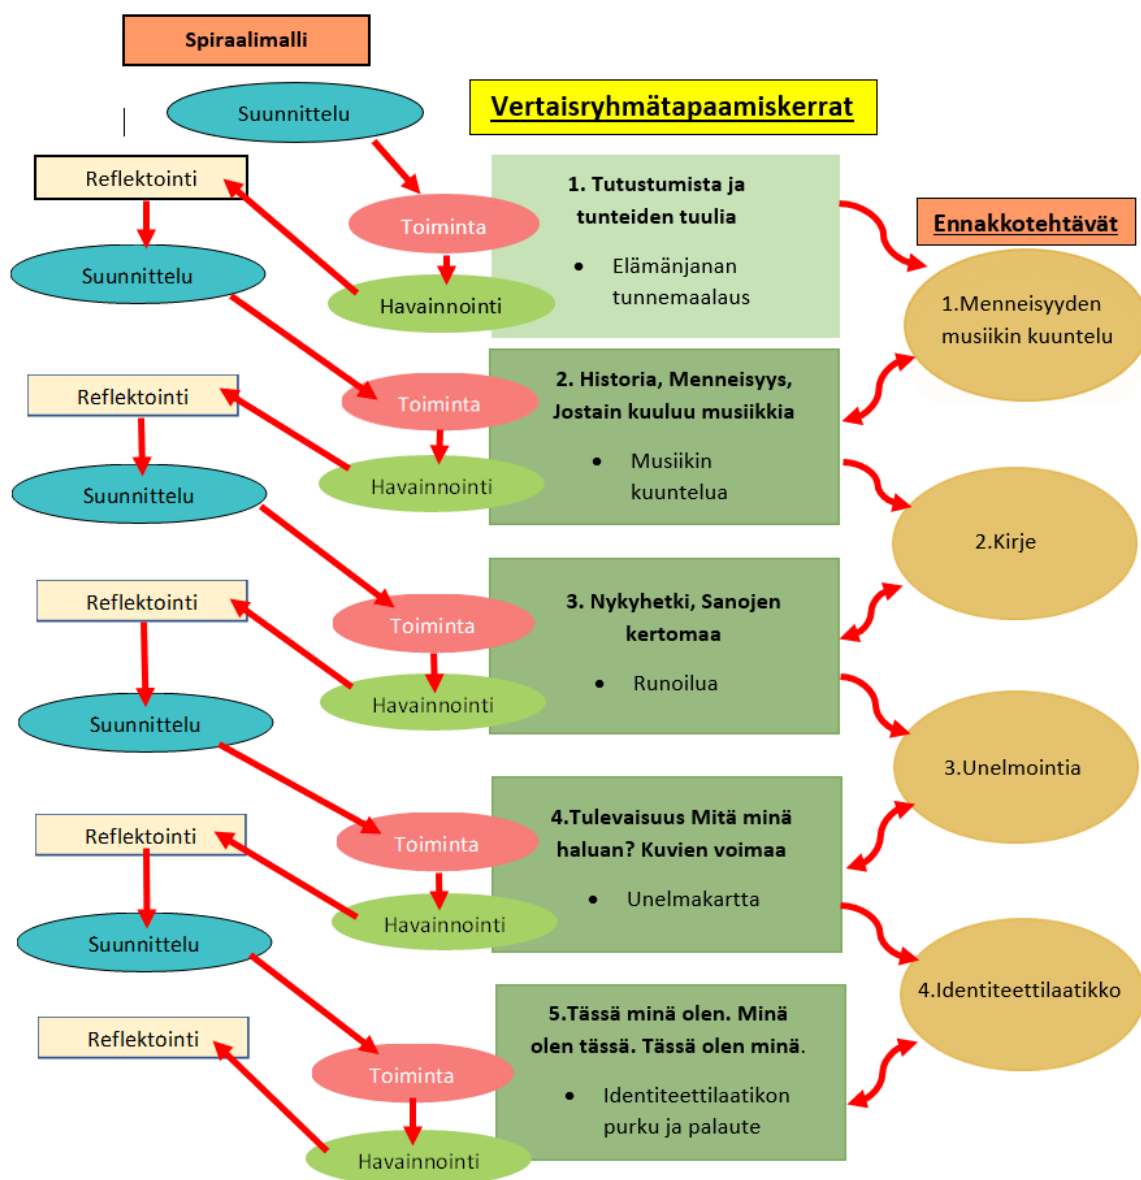 Spiraalimalli
Suunnittelu
Vertaisryhmätapaamiskerrat
Reflektointi
Toiminta
1. Tutustumista ja
tunteiden tuulia
• Elämänjanan
tunnemaalaus
Ennakkotehtävät
Suunnittelu
Havainnointi
1.Menneisyyden
musiikin kuuntelu
Reflektointi
Toiminta
2. Historia, Menneisyys,
Jostain kuuluu musiikkia
• Musiikin
kuuntelua
Suunnittelu
Havainnointi
2.Kirje
Reflektointi
Toiminta
3. Nykyhetki, Sanojen
kertomaa
• Runoilua
Suunnittelu
Havainnointi
3.Unelmointia
Reflektointi
Toiminta
4.Tulevaisuus Mitä minä
haluan? Kuvien voimaa
• Unelmakartta
Suunnittelu
Havainnointi
4.Identiteettilaatikko
Reflektointi
Toiminta
5.Tässä minä olen. Minä
olen tässä. Tässä olen minä.
• Identiteettilaatikon
purku ja palaute
Havainnointi